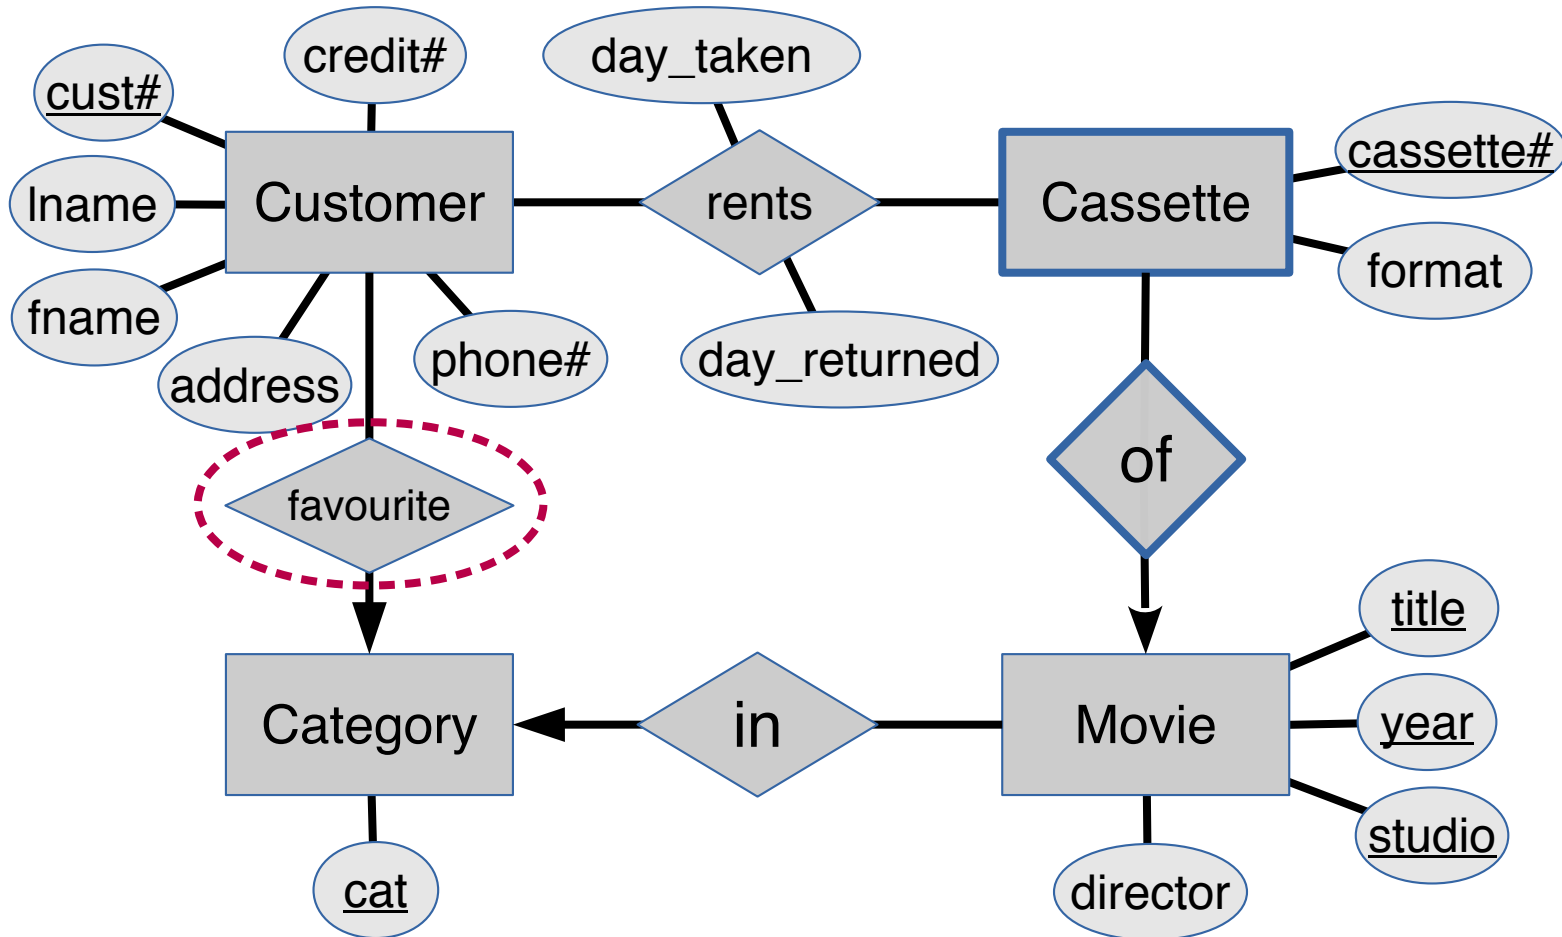 credit#
day_taken
cust#
cassette#
lname
Customer
rents
Cassette
format
fname
address
phone#
day_returned
favourite
of
title
Category
in
Movie
year
studio
cat
director